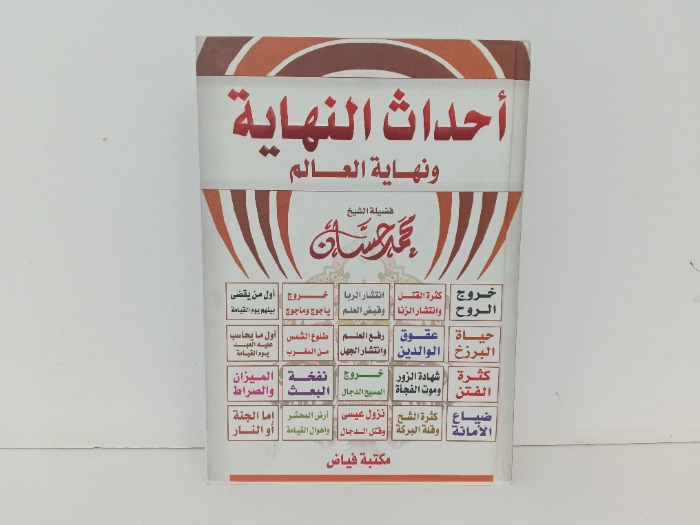 أحداث النهاية
ونهاية العالم
فضيلة الشيخ
محمد حسان
خروج
الروح
كثرة القتل
وانتشار الزنا
انتشار الربا
وقبض العلم
خروج
يأجوج ومأجوج
أول من يقضى
بينهم يوم القيامة
حياة
البرزخ
عقوق
الوالدين
رفع العلم
وانتشار الجهل
طلوع الشمس
من المغرب
أول ما يحاسب
عليه العبد
يوم القيامة
كثرة
الفتن
شهادة الزور
وموت الفجأة
خروج
المسيح الدجال
نفخة
البعث
الميزان
والصراط
ضياع
الأمانة
كثرة الشح
وقلة البركة
نزول عيسى
وقتل الدجال
أرض المحشر
وأهوال القيامة
إما الجنة
أو النار
مكتبة فياض